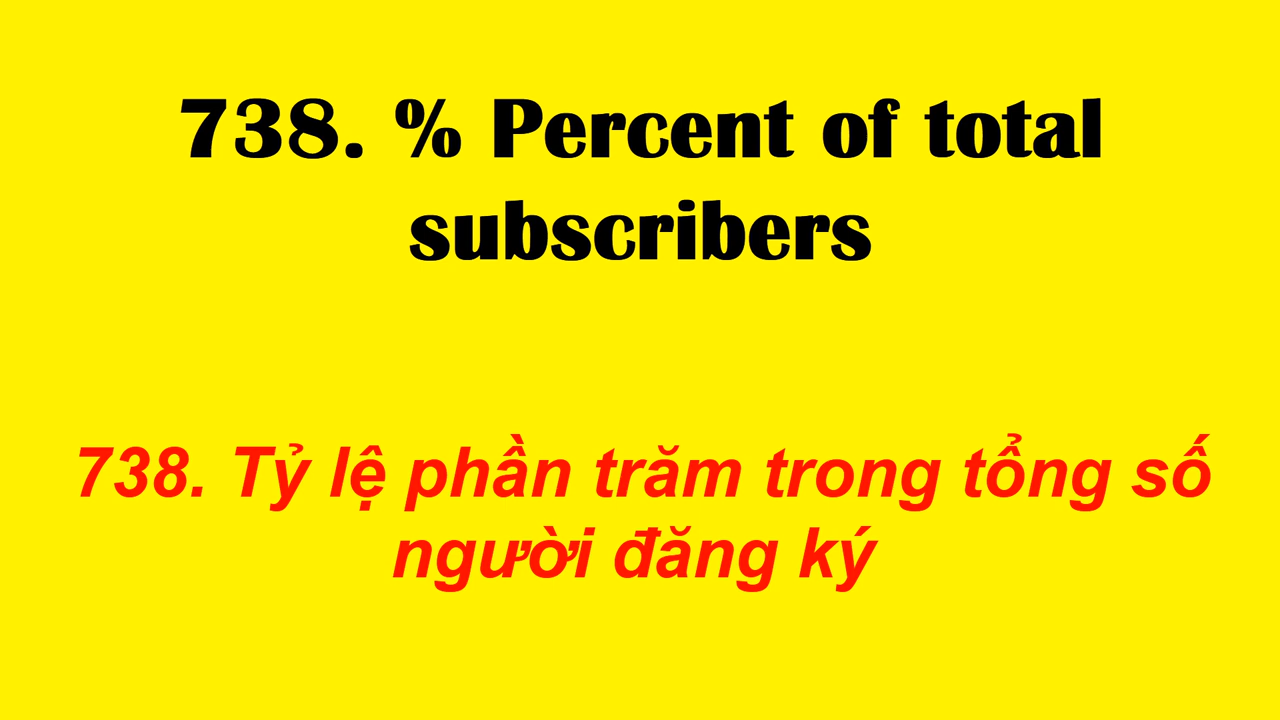 738. % Percent of total
subscribers
738. Tỷ lệ phần trăm trong tổng số
người đăng ký